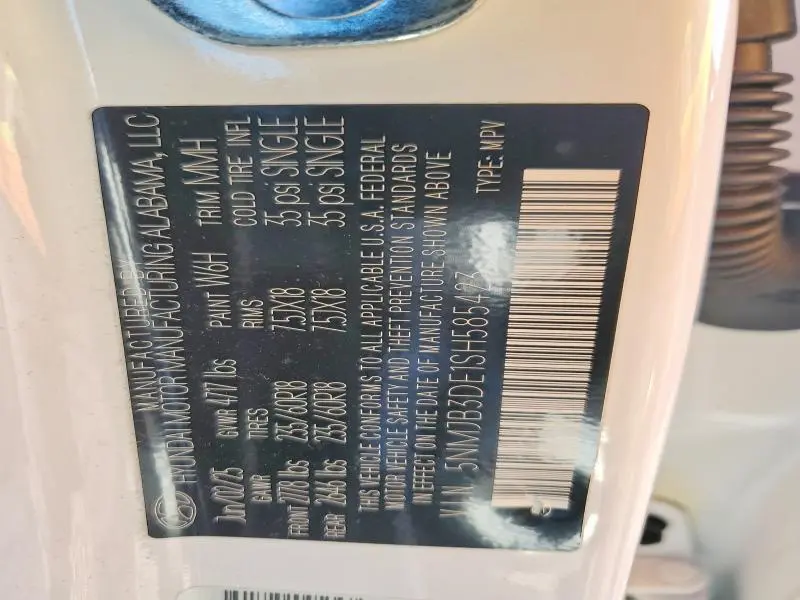 MANUFACTURED BY
HYUNDAI MOTOR MANUFACTURING ALABAMA, LLC
Jun/02/25 GVWR 4771 lbs PAINT W6H TRIM MMH
GAWR TIRES RIMS COLD TIRE INFL
FRONT 2778 lbs 235/60R18 7.5JX18 35 psi SINGLE
REAR 2646 lbs 235/60R18 7.5JX18 35 psi SINGLE
THIS VEHICLE CONFORMS TO ALL APPLICABLE U.S.A. FEDERAL
MOTOR VEHICLE SAFETY AND THEFT PREVENTION STANDARDS
IN EFFECT ON THE DATE OF MANUFACTURE SHOWN ABOVE
V.I.N. 5NMJB3DE1SH585423 TYPE: MPV